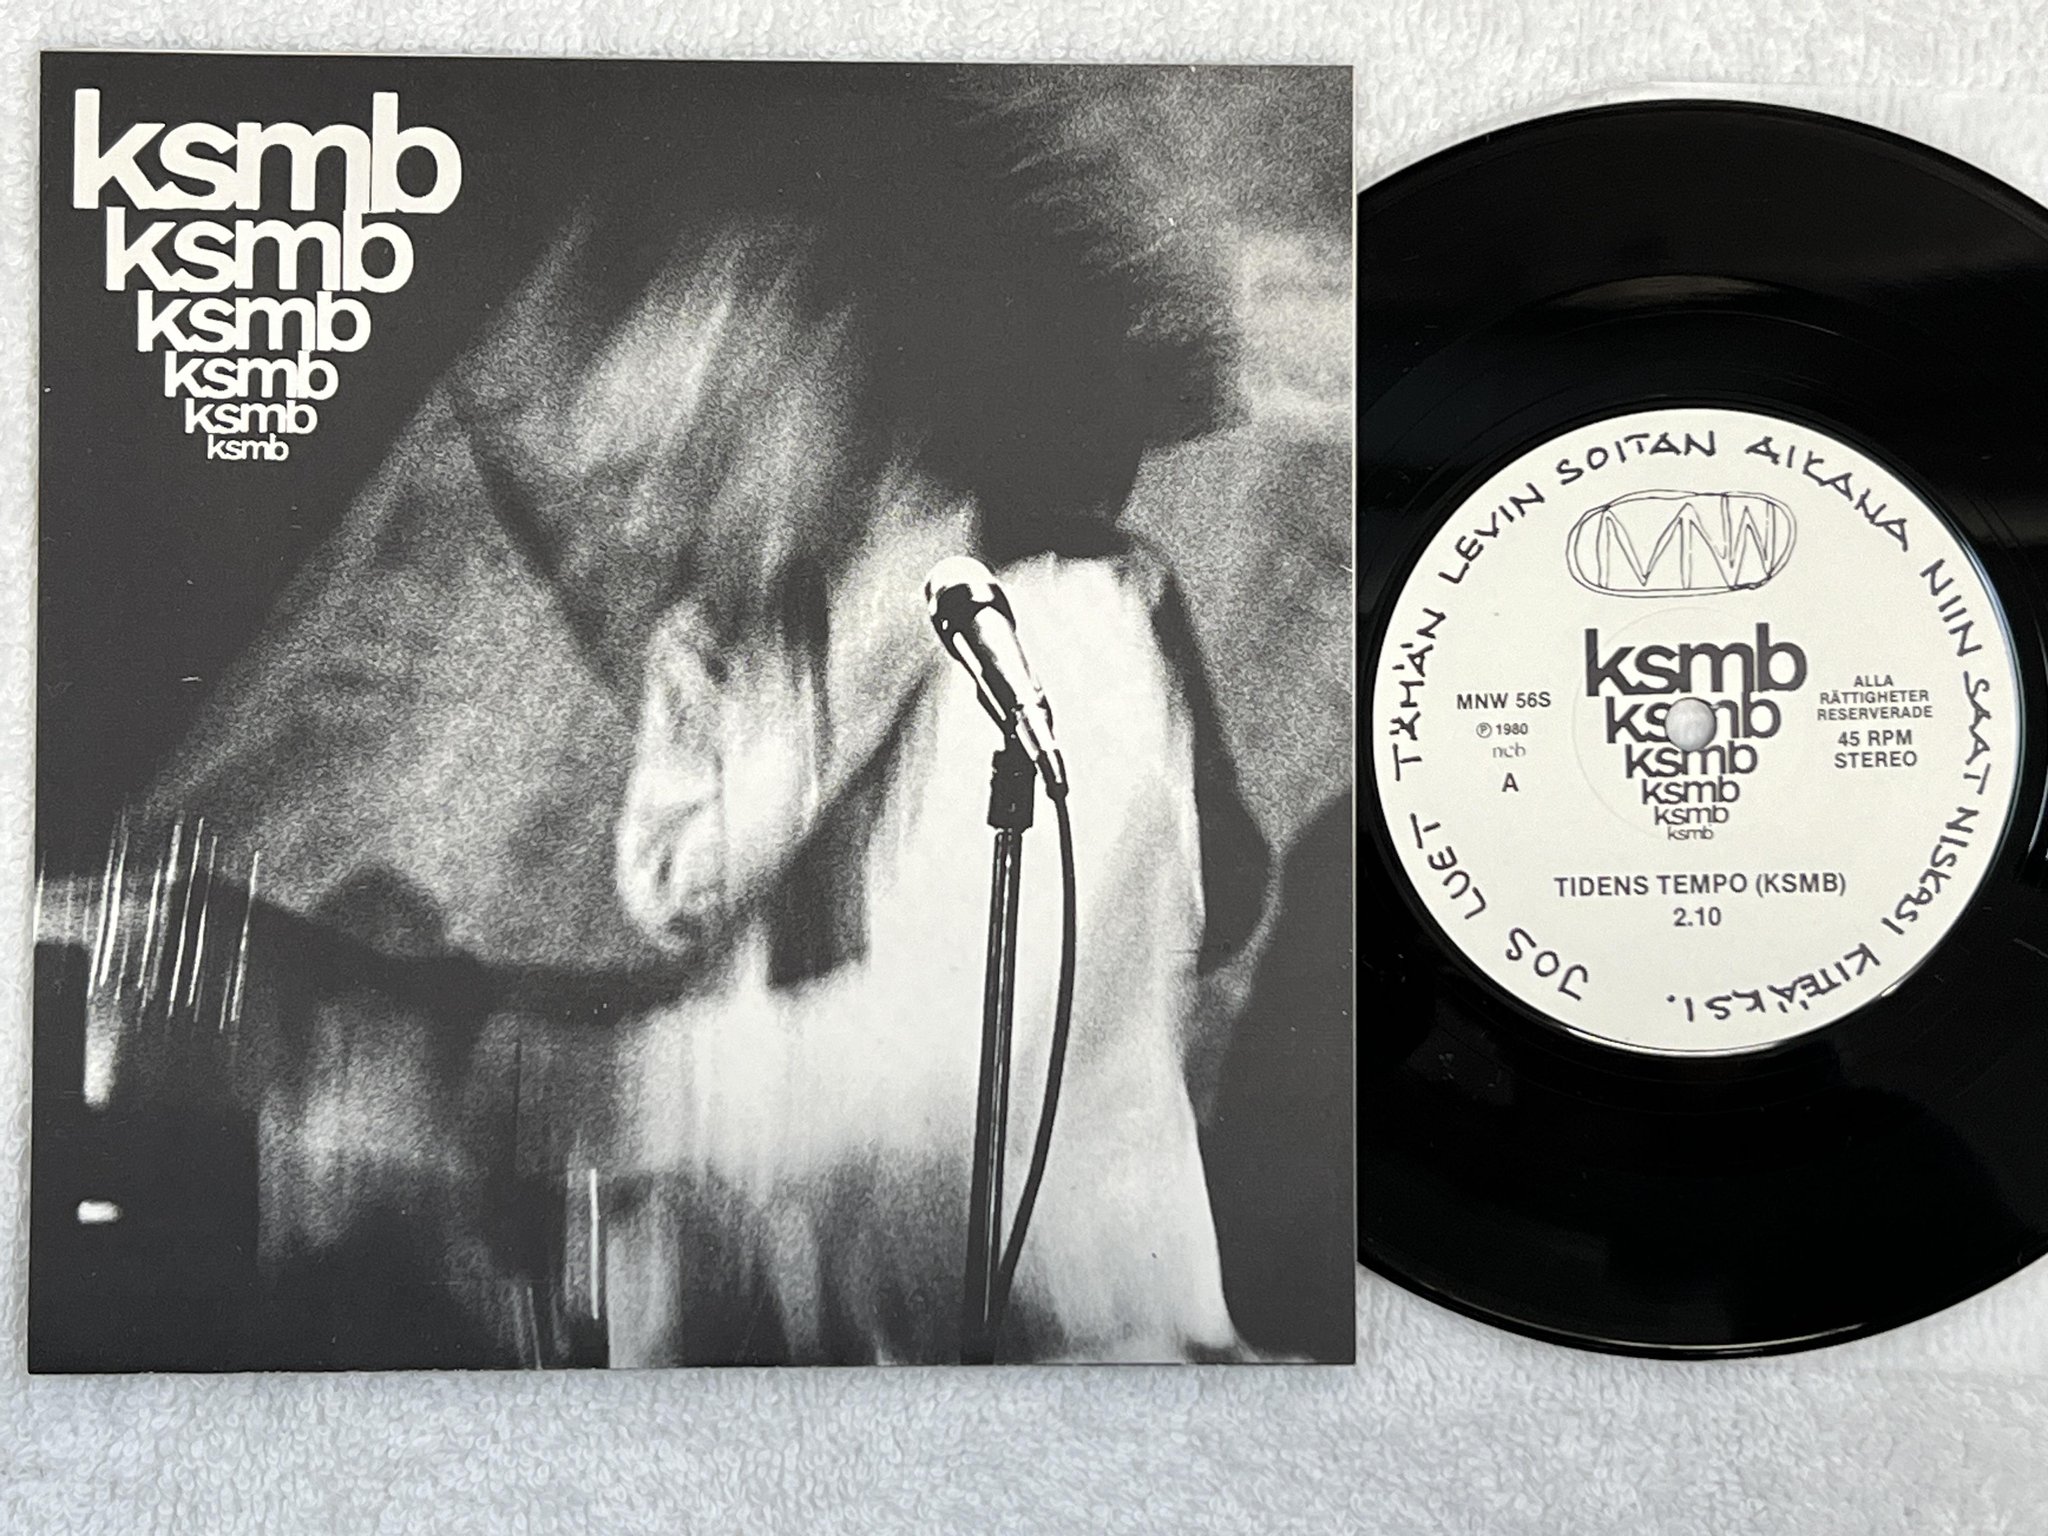 ksmb
ksmb
ksmb
ksmb
ksmb
ksmb
JOS LUET TÄMÄN LEVIN SOITAN AIKANA NIIN SAAT NISKASI KITEÄKSI.
MNW
ksmb
ksmb
ksmb
ksmb
ksmb
ksmb
MNW 56S
℗ 1980
ncb
A
ALLA
RÄTTIGHETER
RESERVERADE
45 RPM
STEREO
TIDENS TEMPO (KSMB)
2.10